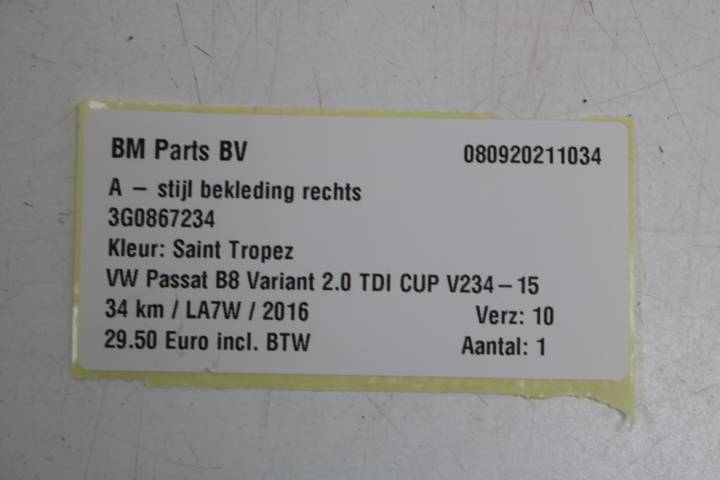 BM Parts BV 080920211034
A – stijl bekleding rechts
3G0867234
Kleur: Saint Tropez
VW Passat B8 Variant 2.0 TDI CUP V234–15
34 km / LA7W / 2016 Verz: 10
29.50 Euro incl. BTW Aantal: 1